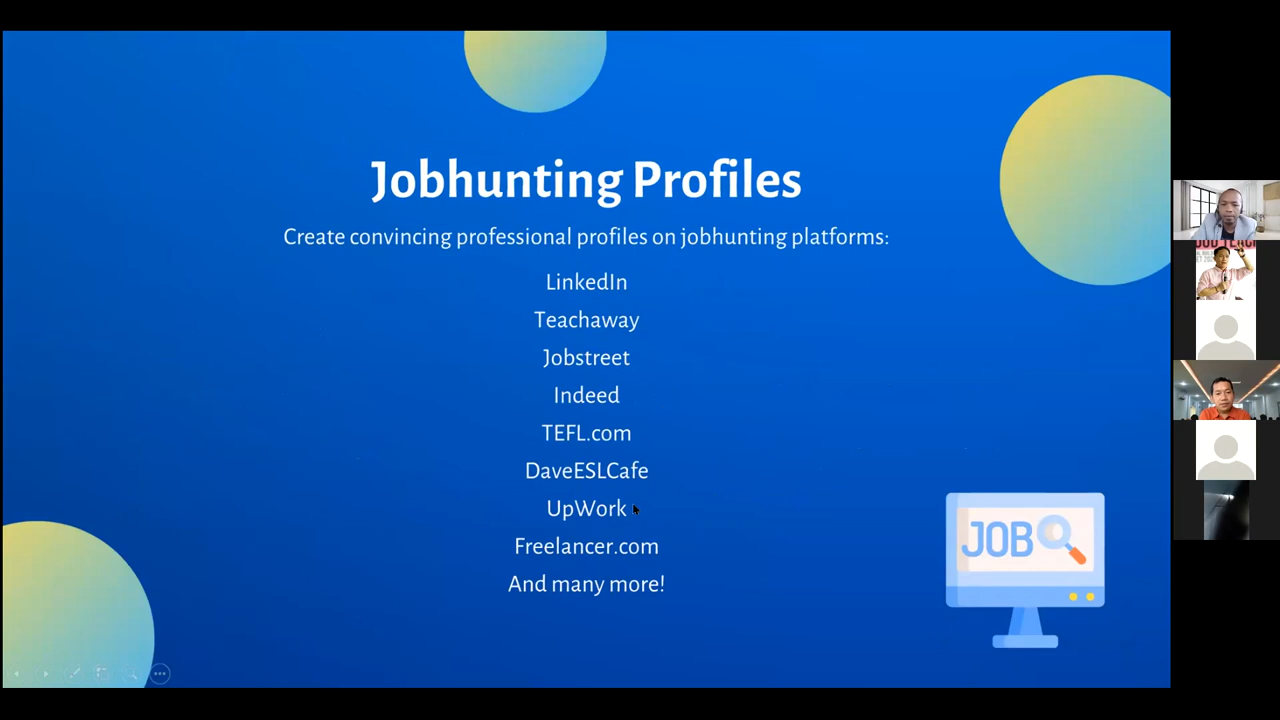 Jobhunting Profiles
Create convincing professional profiles on jobhunting platforms:
LinkedIn
Teachaway
Jobstreet
Indeed
TEFL.com
DaveESLCafe
UpWork
Freelancer.com
And many more!
JOB